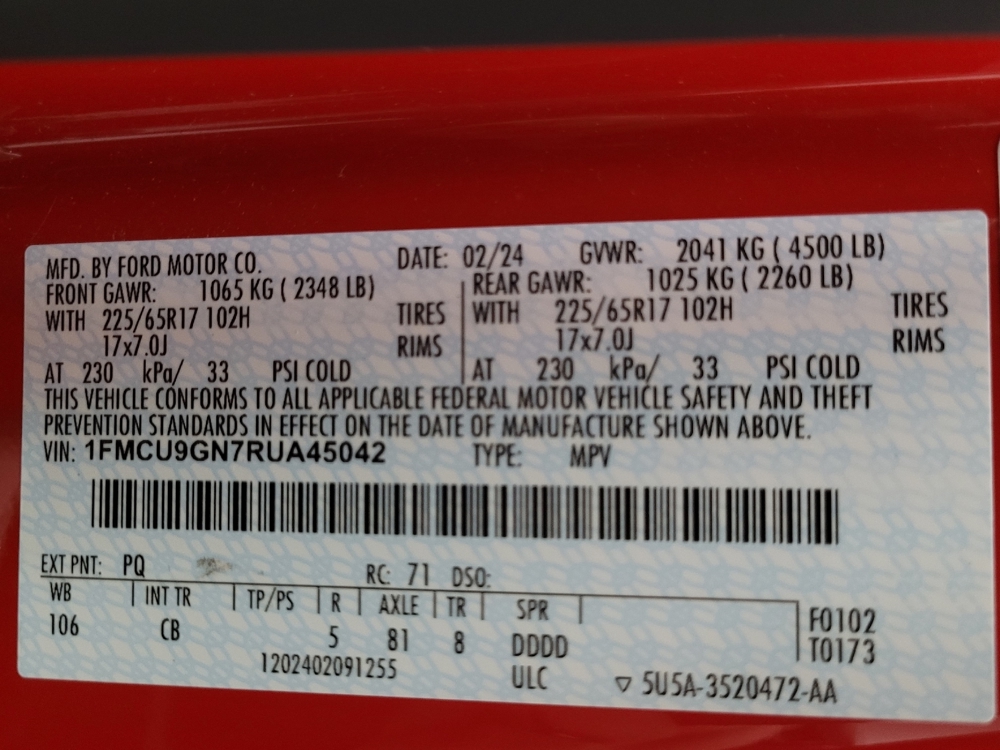 MFD. BY FORD MOTOR CO. DATE: 02/24 GVWR: 2041 KG ( 4500 LB)
FRONT GAWR: 1065 KG ( 2348 LB) REAR GAWR: 1025 KG ( 2260 LB)
WITH 225/65R17 102H TIRES WITH 225/65R17 102H TIRES
17x7.0J RIMS 17x7.0J RIMS
AT 230 kPa/ 33 PSI COLD AT 230 kPa/ 33 PSI COLD
THIS VEHICLE CONFORMS TO ALL APPLICABLE FEDERAL MOTOR VEHICLE SAFETY AND THEFT
PREVENTION STANDARDS IN EFFECT ON THE DATE OF MANUFACTURE SHOWN ABOVE.
VIN: 1FMCU9GN7RUA45042 TYPE: MPV
EXT PNT: PQ RC: 71 DSO:
WB INT TR TP/PS R AXLE TR SPR F0102
106 CB 5 81 8 DDDD T0173
1202402091255 ULC ▽ 5U5A-3520472-AA